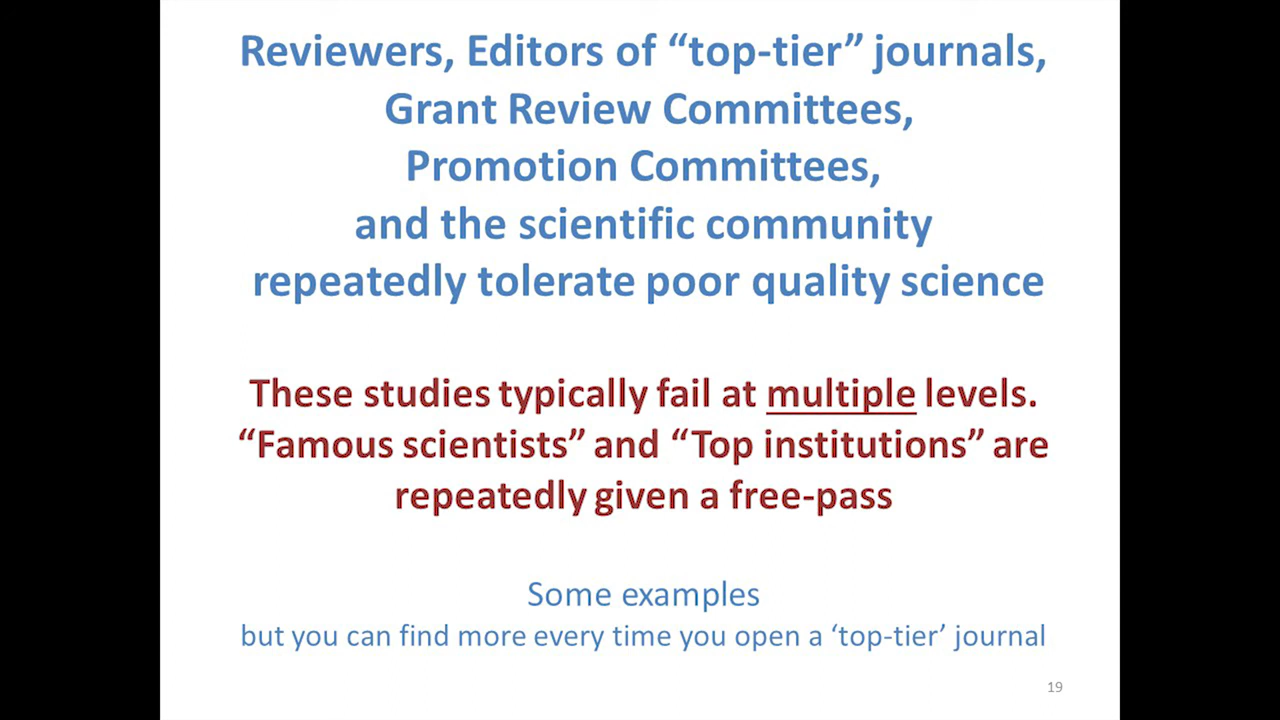 Reviewers, Editors of “top-tier” journals,
Grant Review Committees,
Promotion Committees,
and the scientific community
repeatedly tolerate poor quality science
These studies typically fail at multiple levels.
“Famous scientists” and “Top institutions” are
repeatedly given a free-pass
Some examples
but you can find more every time you open a ‘top-tier’ journal
19